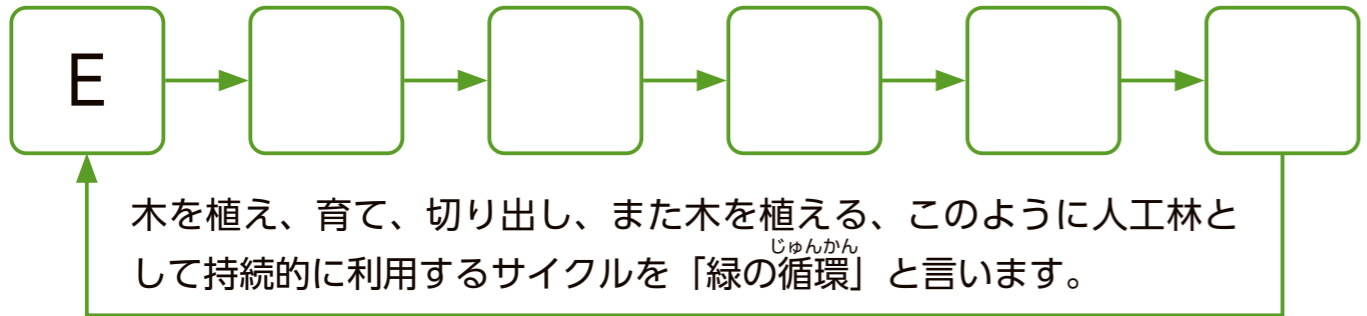 E
木を植え、育て、切り出し、また木を植える、このように人工林と
じゅんかん
して持続的に利用するサイクルを「緑の循環」と言います。